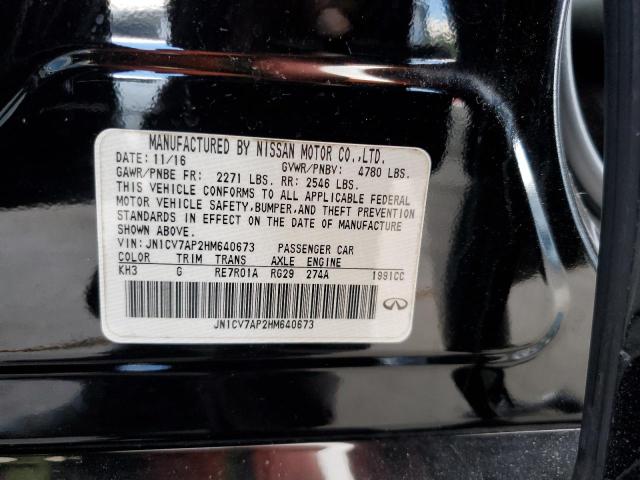 MANUFACTURED BY NISSAN MOTOR CO.,LTD.
DATE: 11/16 GVWR/PNBV: 4780 LBS.
GAWR/PNBE FR: 2271 LBS. RR: 2546 LBS.
THIS VEHICLE CONFORMS TO ALL APPLICABLE FEDERAL
MOTOR VEHICLE SAFETY, BUMPER, AND THEFT PREVENTION
STANDARDS IN EFFECT ON THE DATE OF MANUFACTURE
SHOWN ABOVE.
VIN: JN1CV7AP2HM640673 PASSENGER CAR
COLOR TRIM TRANS AXLE ENGINE
KH3 G RE7R01A RG29 274A 1991CC
JN1CV7AP2HM640673